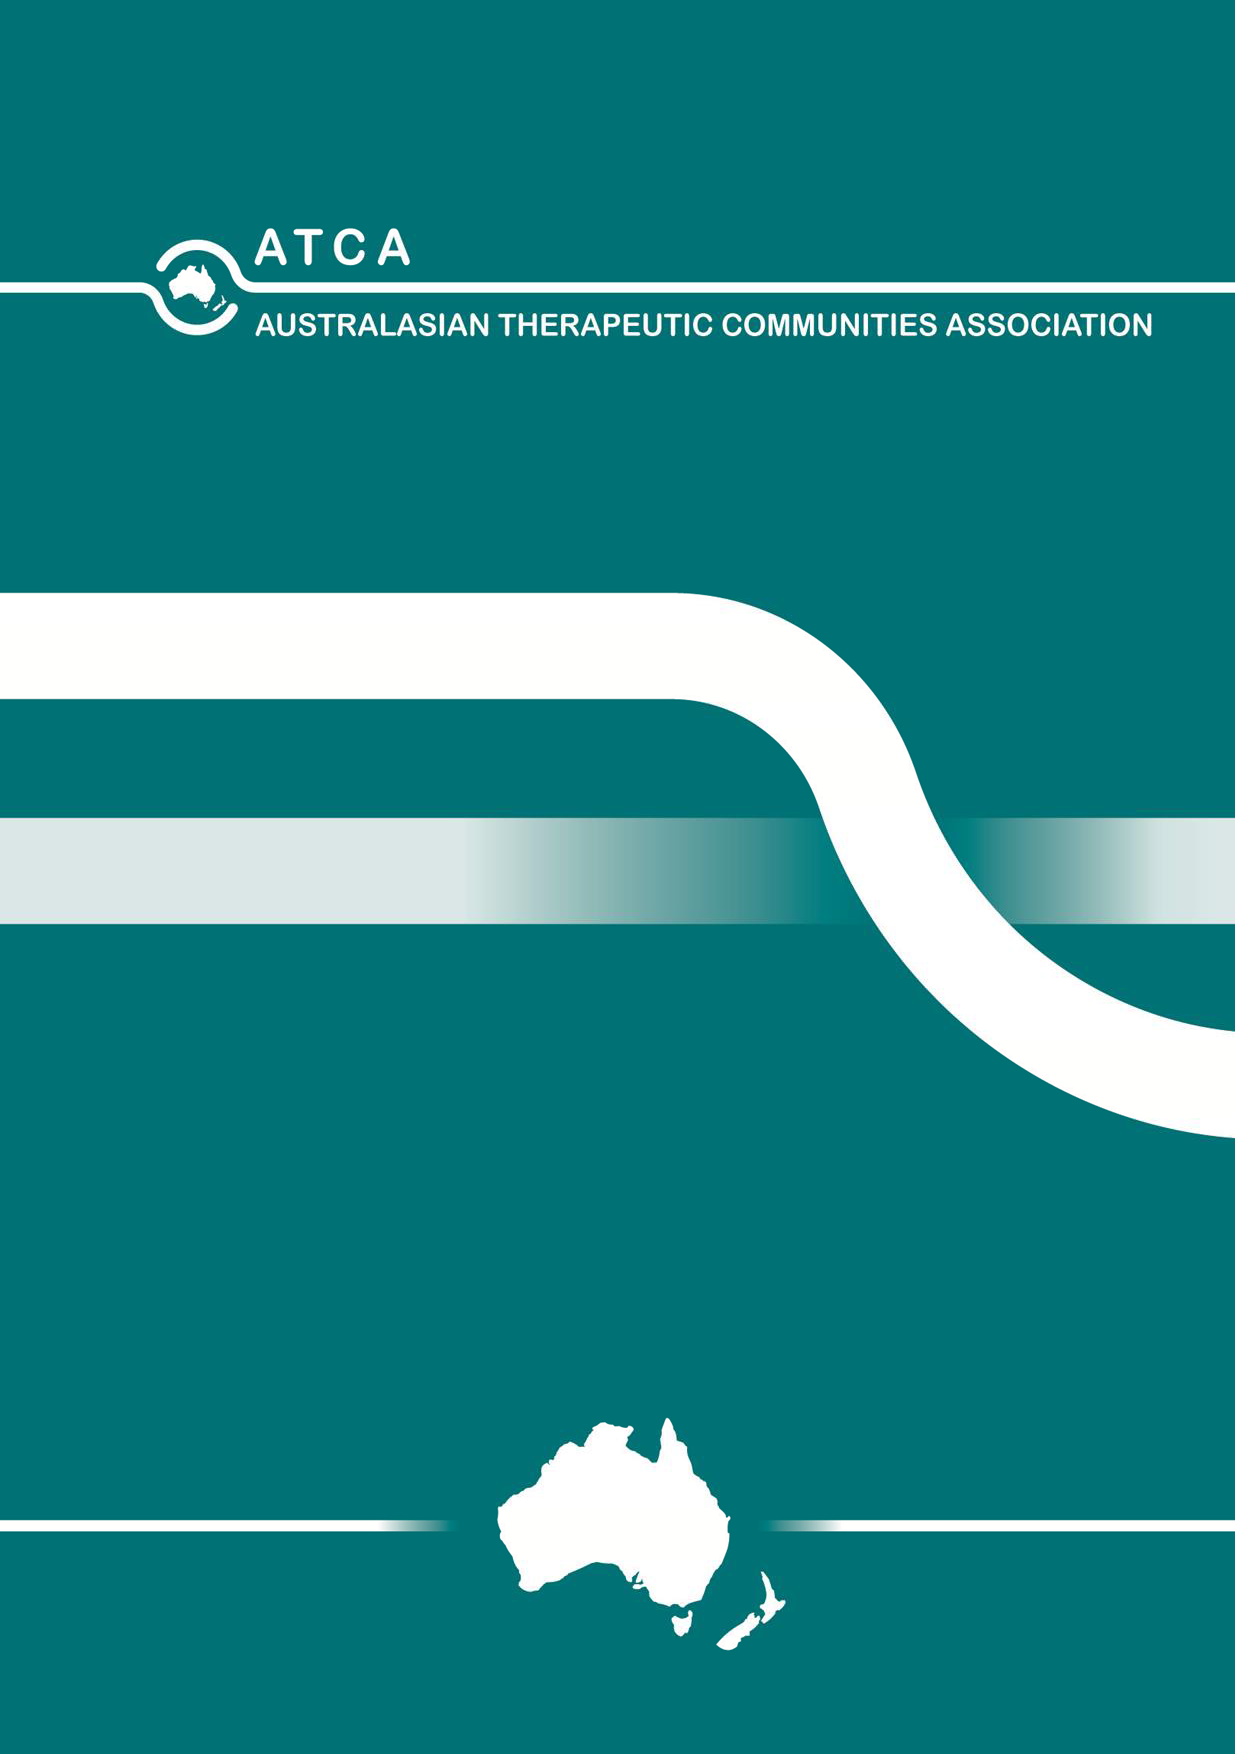 ATCA
AUSTRALASIAN THERAPEUTIC COMMUNITIES ASSOCIATION